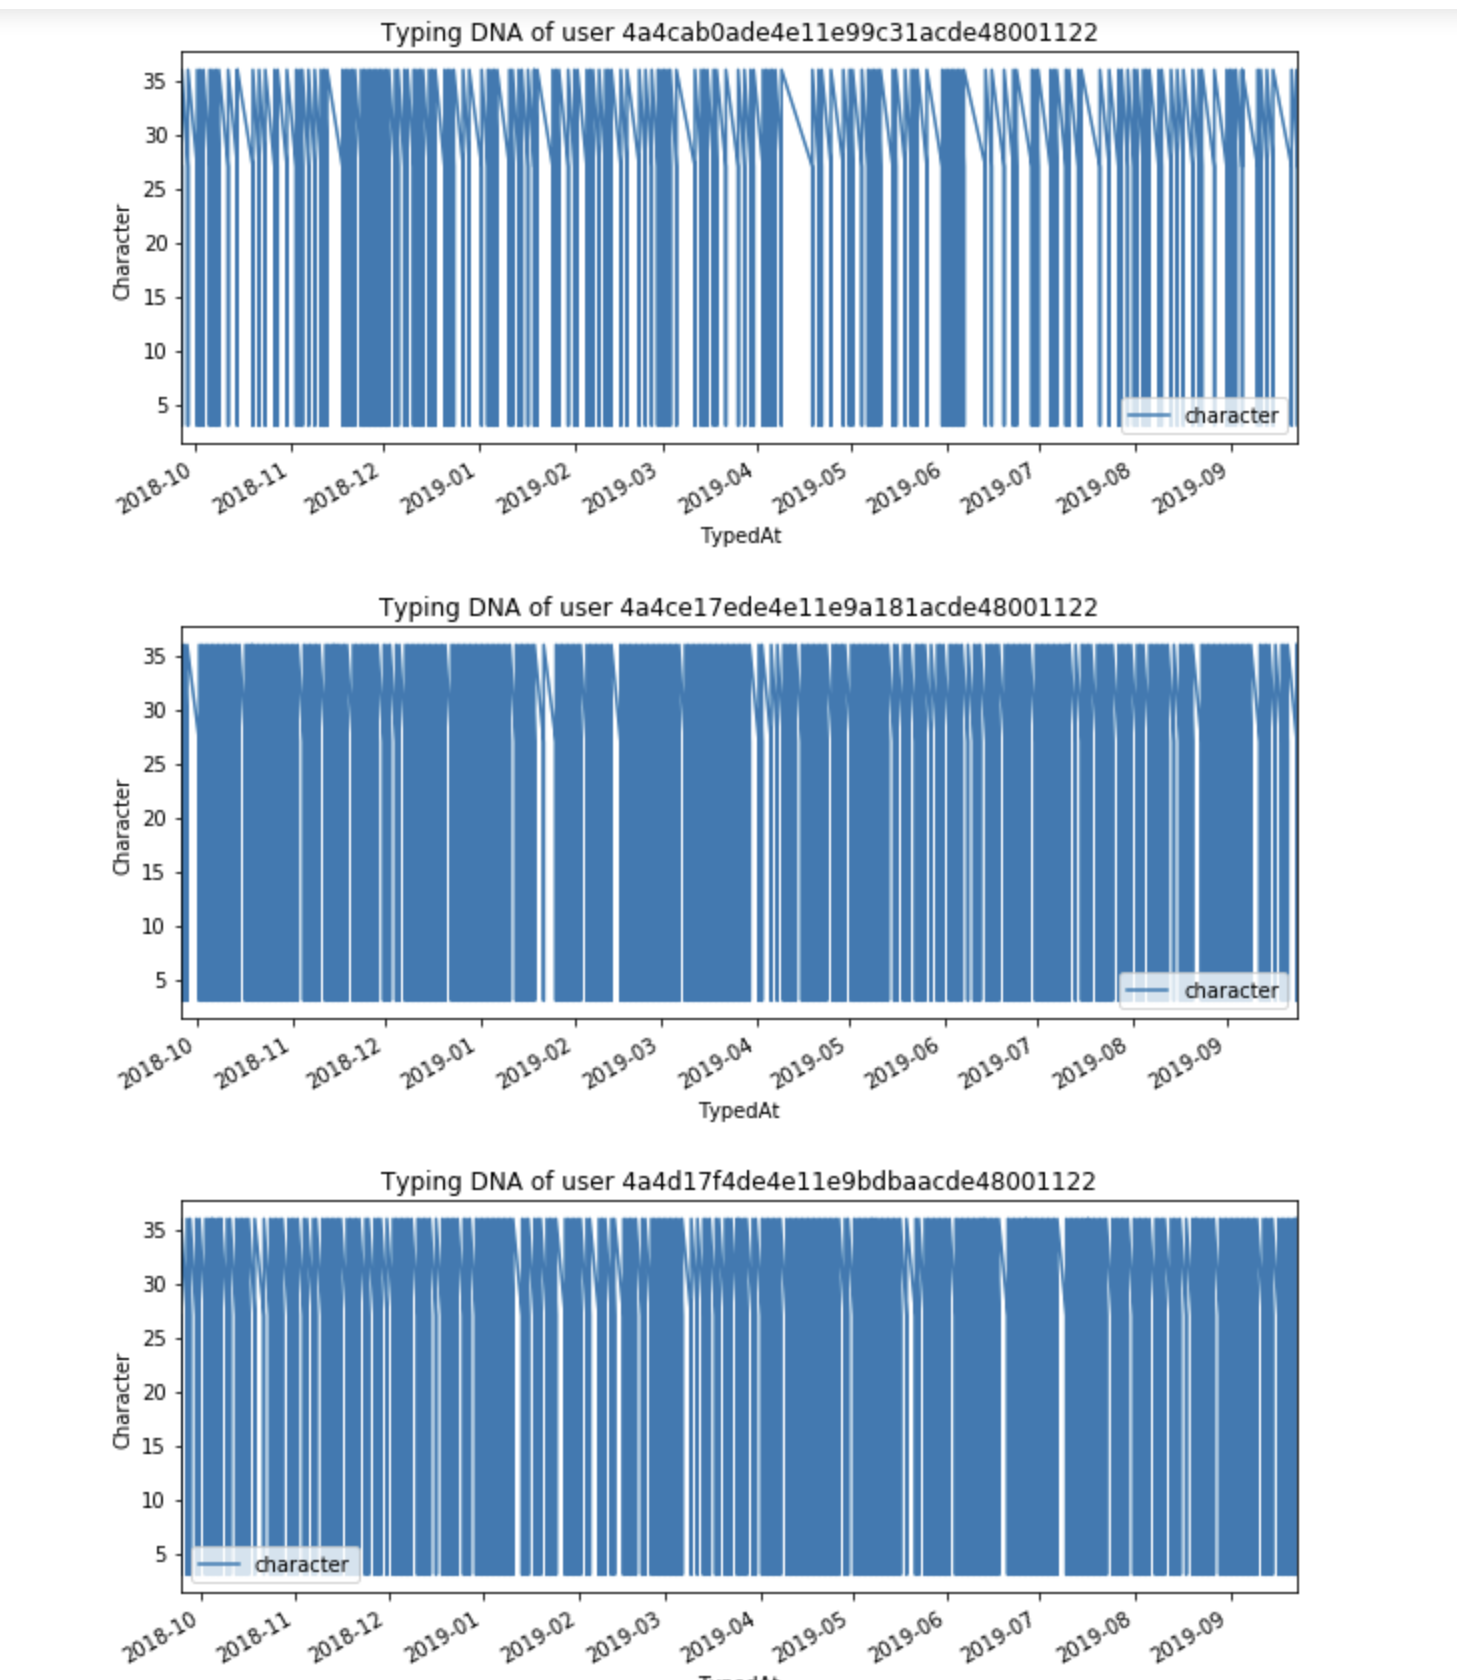 Typing DNA of user 4a4cab0ade4e11e99c31acde48001122
35
30
25
20
15
10
5
Character
character
2018-10 2018-11 2018-12 2019-01 2019-02 2019-03 2019-04 2019-05 2019-06 2019-07 2019-08 2019-09
TypedAt
Typing DNA of user 4a4ce17ede4e11e9a181acde48001122
35
30
25
20
15
10
5
Character
character
2018-10 2018-11 2018-12 2019-01 2019-02 2019-03 2019-04 2019-05 2019-06 2019-07 2019-08 2019-09
TypedAt
Typing DNA of user 4a4d17f4de4e11e9bdbaacde48001122
35
30
25
20
15
10
5
Character
character
2018-10 2018-11 2018-12 2019-01 2019-02 2019-03 2019-04 2019-05 2019-06 2019-07 2019-08 2019-09